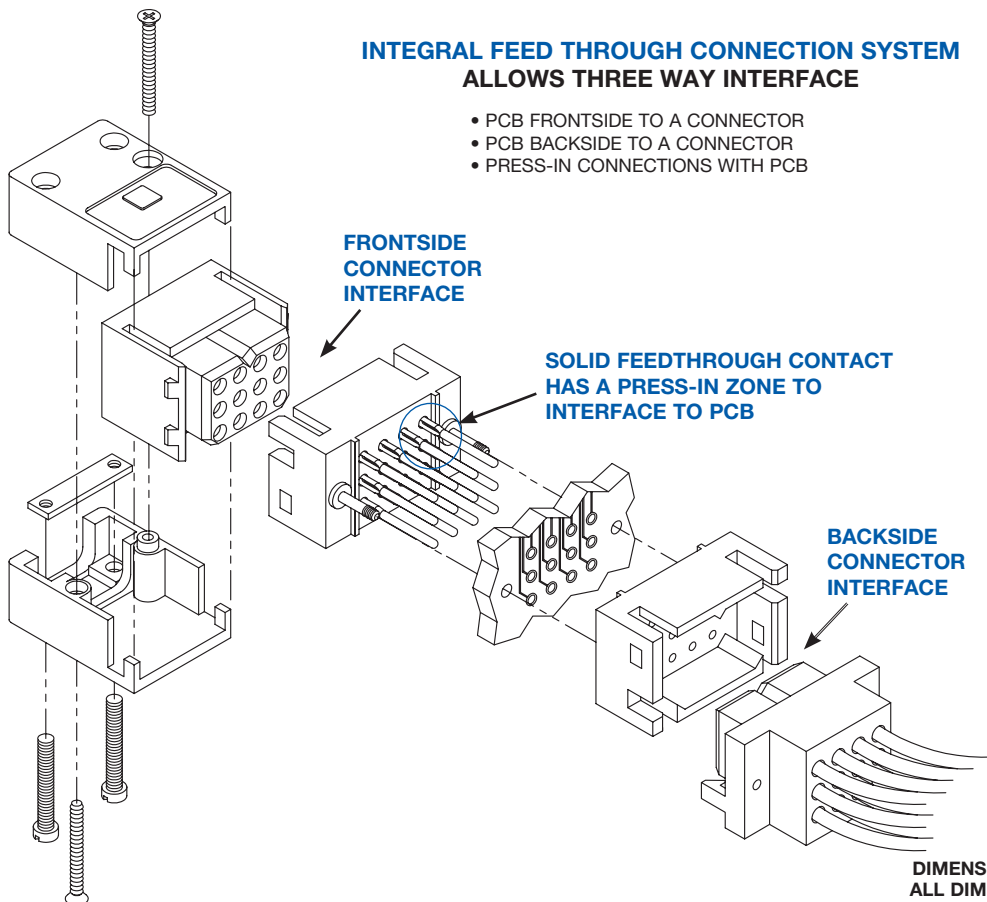 INTEGRAL FEED THROUGH CONNECTION SYSTEM
ALLOWS THREE WAY INTERFACE
• PCB FRONTSIDE TO A CONNECTOR
• PCB BACKSIDE TO A CONNECTOR
• PRESS-IN CONNECTIONS WITH PCB
FRONTSIDE
CONNECTOR
INTERFACE
SOLID FEEDTHROUGH CONTACT
HAS A PRESS-IN ZONE TO
INTERFACE TO PCB
BACKSIDE
CONNECTOR
INTERFACE
DIMENS
ALL DIM